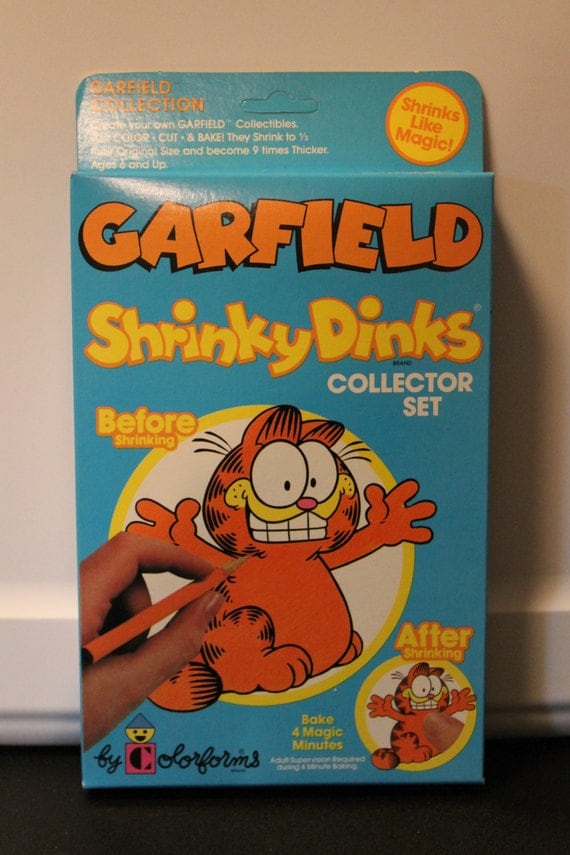 GARFIELD™
COLLECTION
Create your own GARFIELD™ Collectibles.
COLOR • CUT • & BAKE! They Shrink to ⅓
Original Size and become 9 times Thicker.
Ages 6 and Up.
Shrinks
Like
Magic!
GARFIELD
Shrinky Dinks®
BRAND
COLLECTOR
SET
Before
Shrinking
After
Shrinking
Bake
4 Magic
Minutes
by Colorforms®
Adult Supervision Required
during 4 Minute Baking.